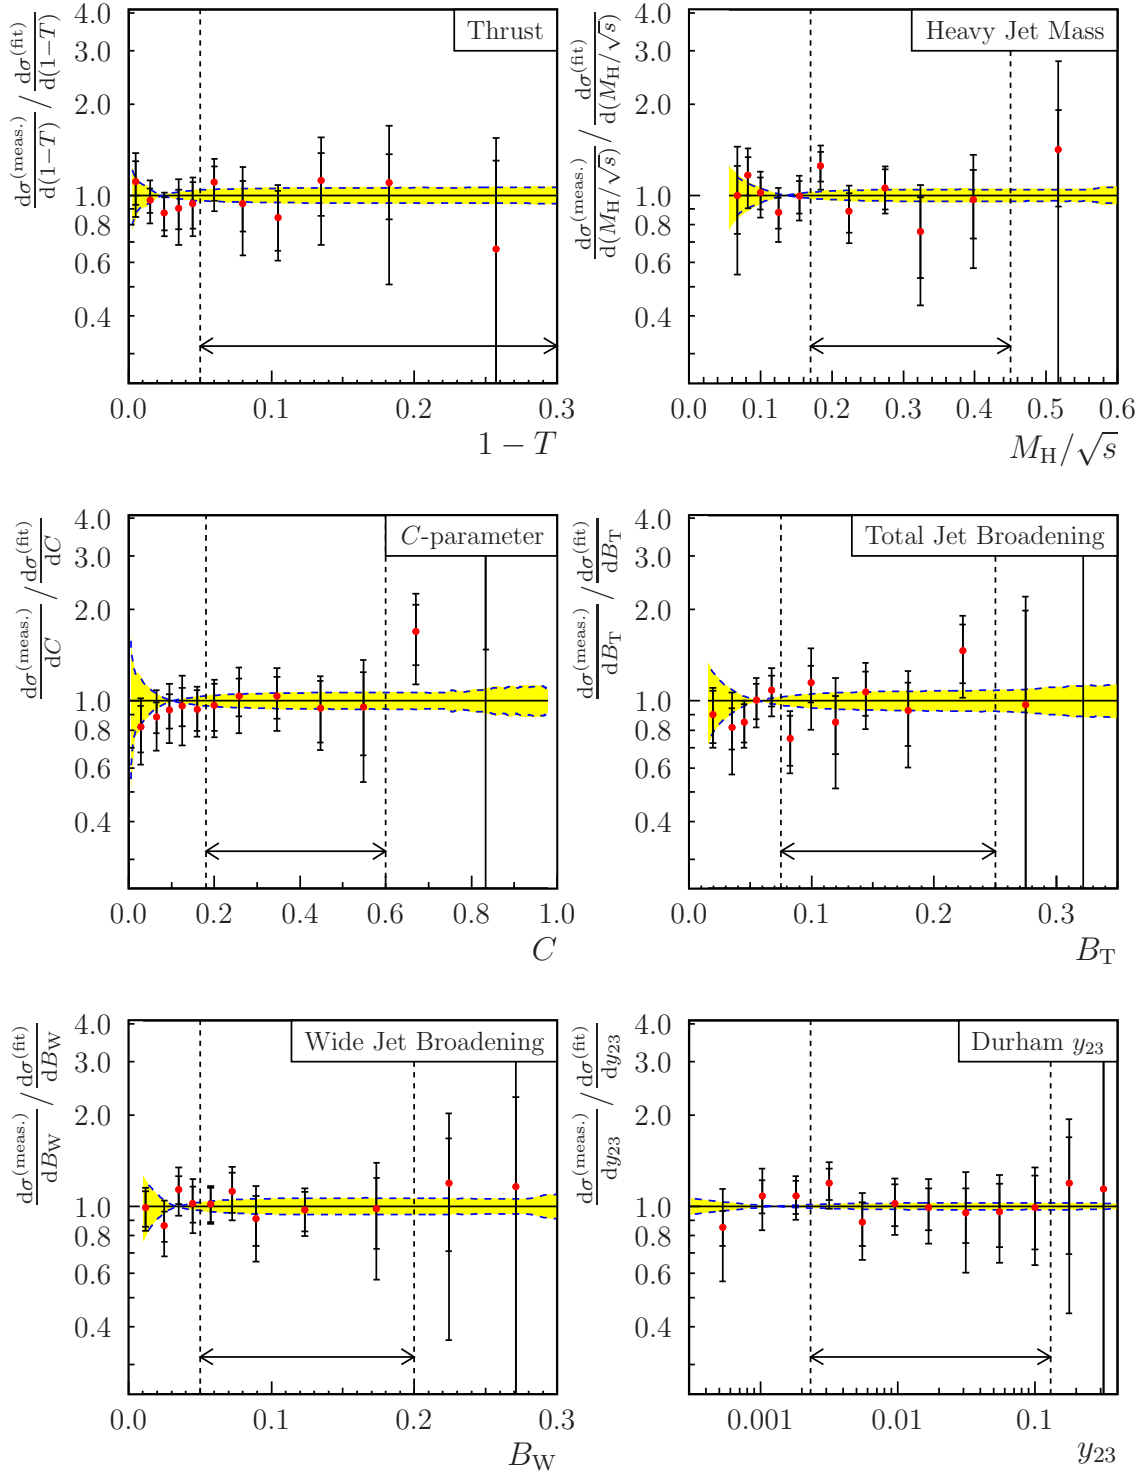 Thrust
dσ(meas.)/d(1−T) / dσ(fit)/d(1−T)
4.0
3.0
2.0
1.0
0.8
0.6
0.4
0.0 0.1 0.2 0.3
1 − T
Heavy Jet Mass
dσ(meas.)/d(M_H/√s) / dσ(fit)/d(M_H/√s)
4.0
3.0
2.0
1.0
0.8
0.6
0.4
0.0 0.1 0.2 0.3 0.4 0.5 0.6
M_H/√s
C-parameter
dσ(meas.)/dC / dσ(fit)/dC
4.0
3.0
2.0
1.0
0.8
0.6
0.4
0.0 0.2 0.4 0.6 0.8 1.0
C
Total Jet Broadening
dσ(meas.)/dB_T / dσ(fit)/dB_T
4.0
3.0
2.0
1.0
0.8
0.6
0.4
0.0 0.1 0.2 0.3
B_T
Wide Jet Broadening
dσ(meas.)/dB_W / dσ(fit)/dB_W
4.0
3.0
2.0
1.0
0.8
0.6
0.4
0.0 0.1 0.2 0.3
B_W
Durham y₂₃
dσ(meas.)/dy₂₃ / dσ(fit)/dy₂₃
4.0
3.0
2.0
1.0
0.8
0.6
0.4
0.001 0.01 0.1
y₂₃